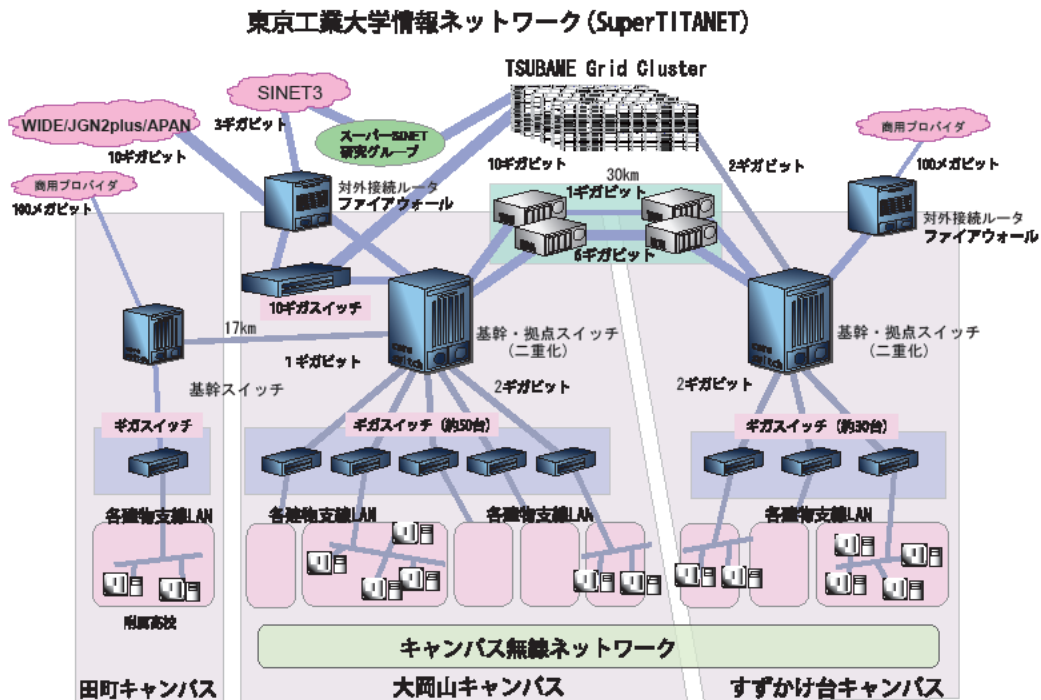 東京工業大学情報ネットワーク(SuperTITANET)
TSUBAME Grid Cluster
SINET3
WIDE/JGN2plus/APAN
3ギガビット
スーパーSINET
研究グループ
商用プロバイダ
10ギガビット
10ギガビット
2ギガビット
100メガビット
商用プロバイダ
100メガビット
対外接続ルータ
ファイアウォール
30km
1ギガビット
6ギガビット
対外接続ルータ
ファイアウォール
10ギガスイッチ
17km
1ギガビット
基幹・拠点スイッチ
(二重化)
基幹・拠点スイッチ
(二重化)
基幹スイッチ
2ギガビット
2ギガビット
ギガスイッチ
ギガスイッチ (約50台)
ギガスイッチ (約30台)
各建物支線LAN
各建物支線LAN
各建物支線LAN
各建物支線LAN
附属高校
キャンパス無線ネットワーク
田町キャンパス
大岡山キャンパス
すずかけ台キャンパス